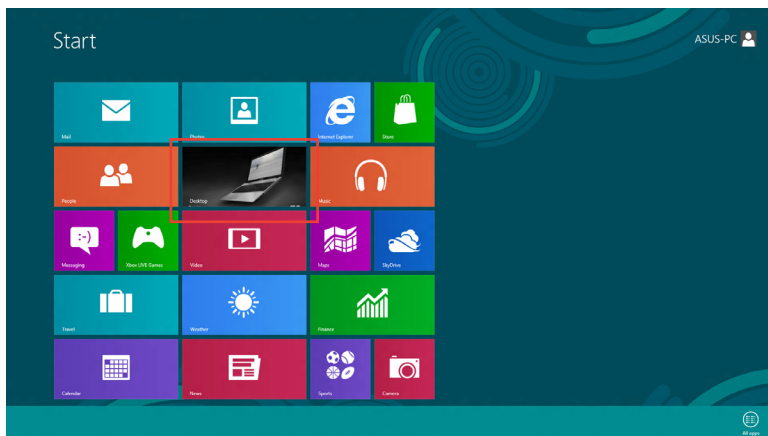 Start
ASUS-PC
Mail
Photos
Internet Explorer
Store
People
Desktop
Music
:-)
Messaging
Xbox LIVE Games
Video
Maps
SkyDrive
Travel
Weather
Finance
Calendar
News
Sports
Camera
All apps